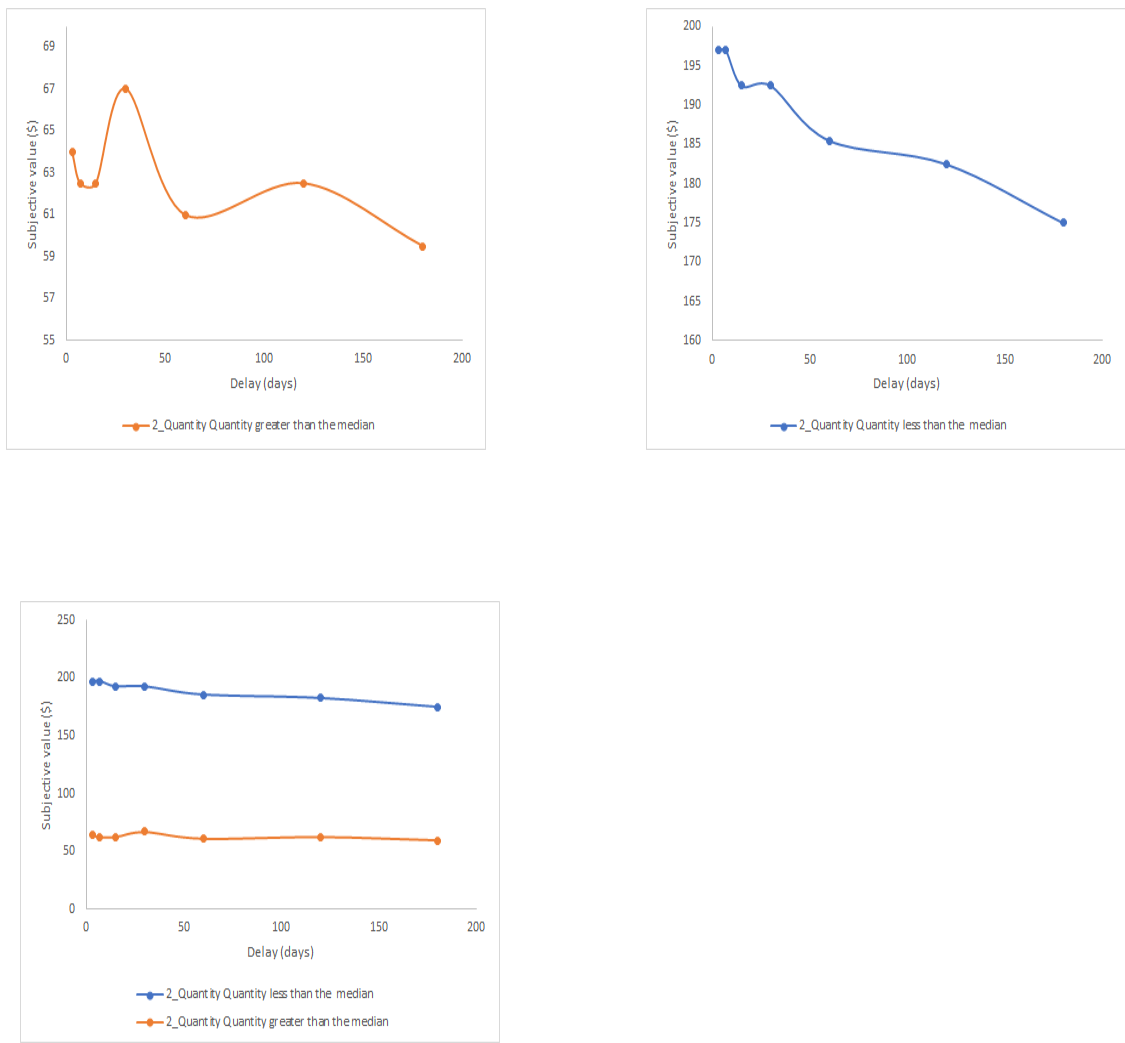 69
67
65
63
61
59
57
55
Subjective value ($)
0 50 100 150 200
Delay (days)
2_Quantity Quantity greater than the median
200
195
190
185
180
175
170
165
160
Subjective value ($)
0 50 100 150 200
Delay (days)
2_Quantity Quantity less than the median
250
200
150
100
50
0
Subjective value ($)
0 50 100 150 200
Delay (days)
2_Quantity Quantity less than the median
2_Quantity Quantity greater than the median